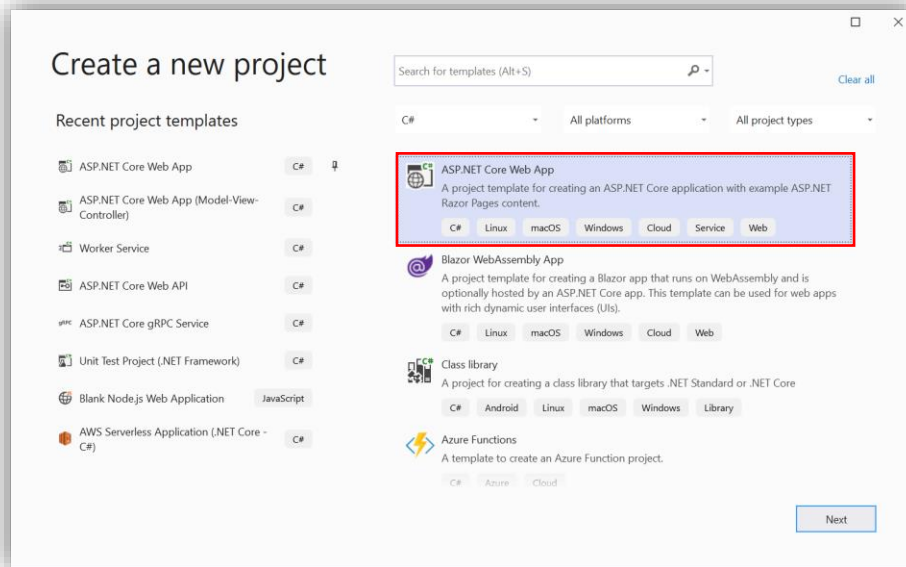 Create a new project
Search for templates (Alt+S)
Clear all
Recent project templates
C#
All platforms
All project types
ASP.NET Core Web App
C#
ASP.NET Core Web App (Model-View-
Controller)
C#
Worker Service
C#
ASP.NET Core Web API
C#
gRPC
ASP.NET Core gRPC Service
C#
Unit Test Project (.NET Framework)
C#
Blank Node.js Web Application
JavaScript
AWS Serverless Application (.NET Core -
C#)
C#
C#
ASP.NET Core Web App
A project template for creating an ASP.NET Core application with example ASP.NET
Razor Pages content.
C# Linux macOS Windows Cloud Service Web
Blazor WebAssembly App
A project template for creating a Blazor app that runs on WebAssembly and is
optionally hosted by an ASP.NET Core app. This template can be used for web apps
with rich dynamic user interfaces (UIs).
C# Linux macOS Windows Cloud Web
C#
Class library
A project for creating a class library that targets .NET Standard or .NET Core
C# Android Linux macOS Windows Library
Azure Functions
A template to create an Azure Function project.
C# Azure Cloud
Next